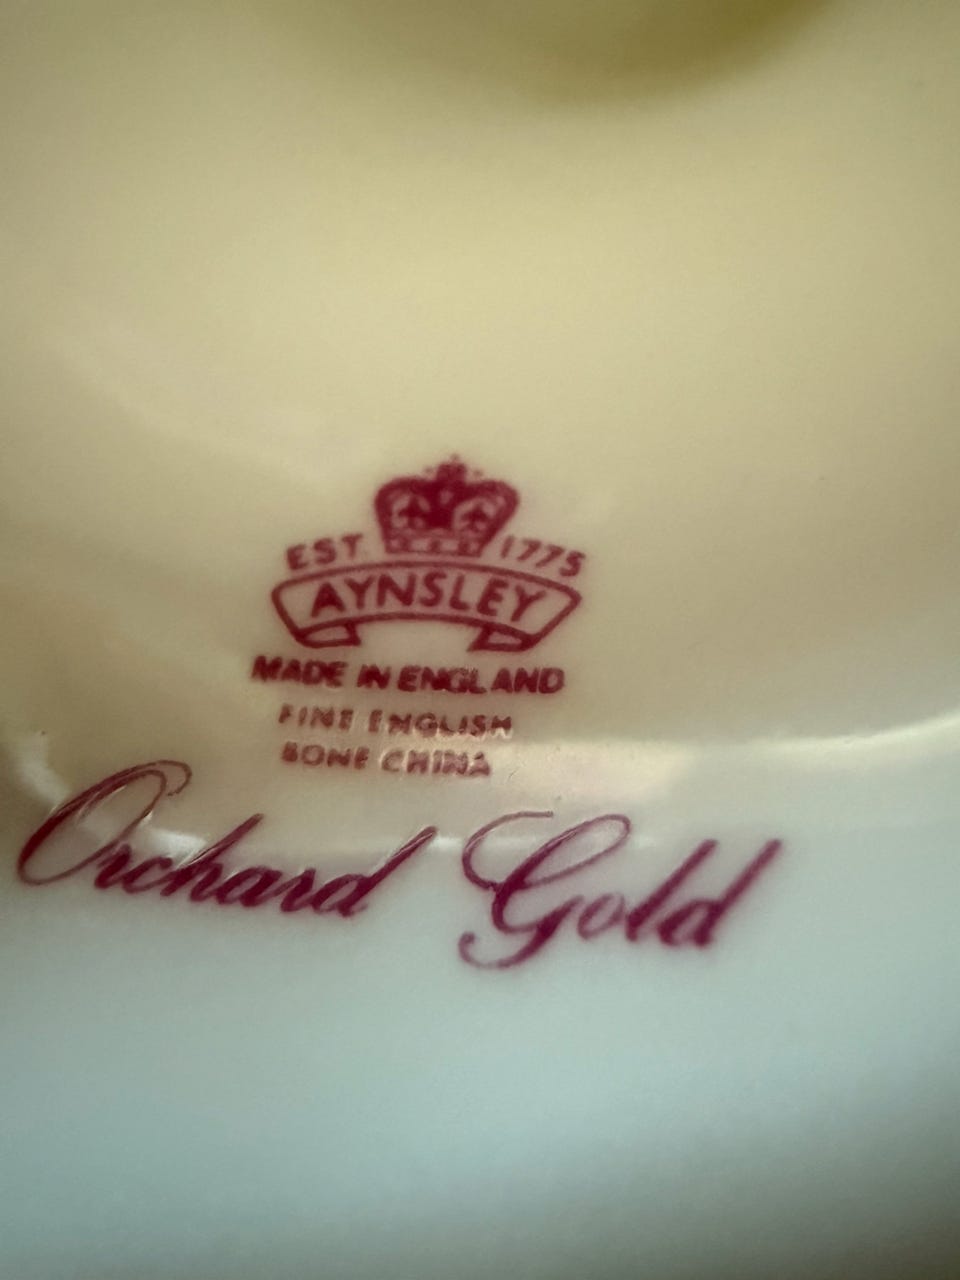 EST. 1775
AYNSLEY
MADE IN ENGLAND
FINE ENGLISH
BONE CHINA
Orchard Gold